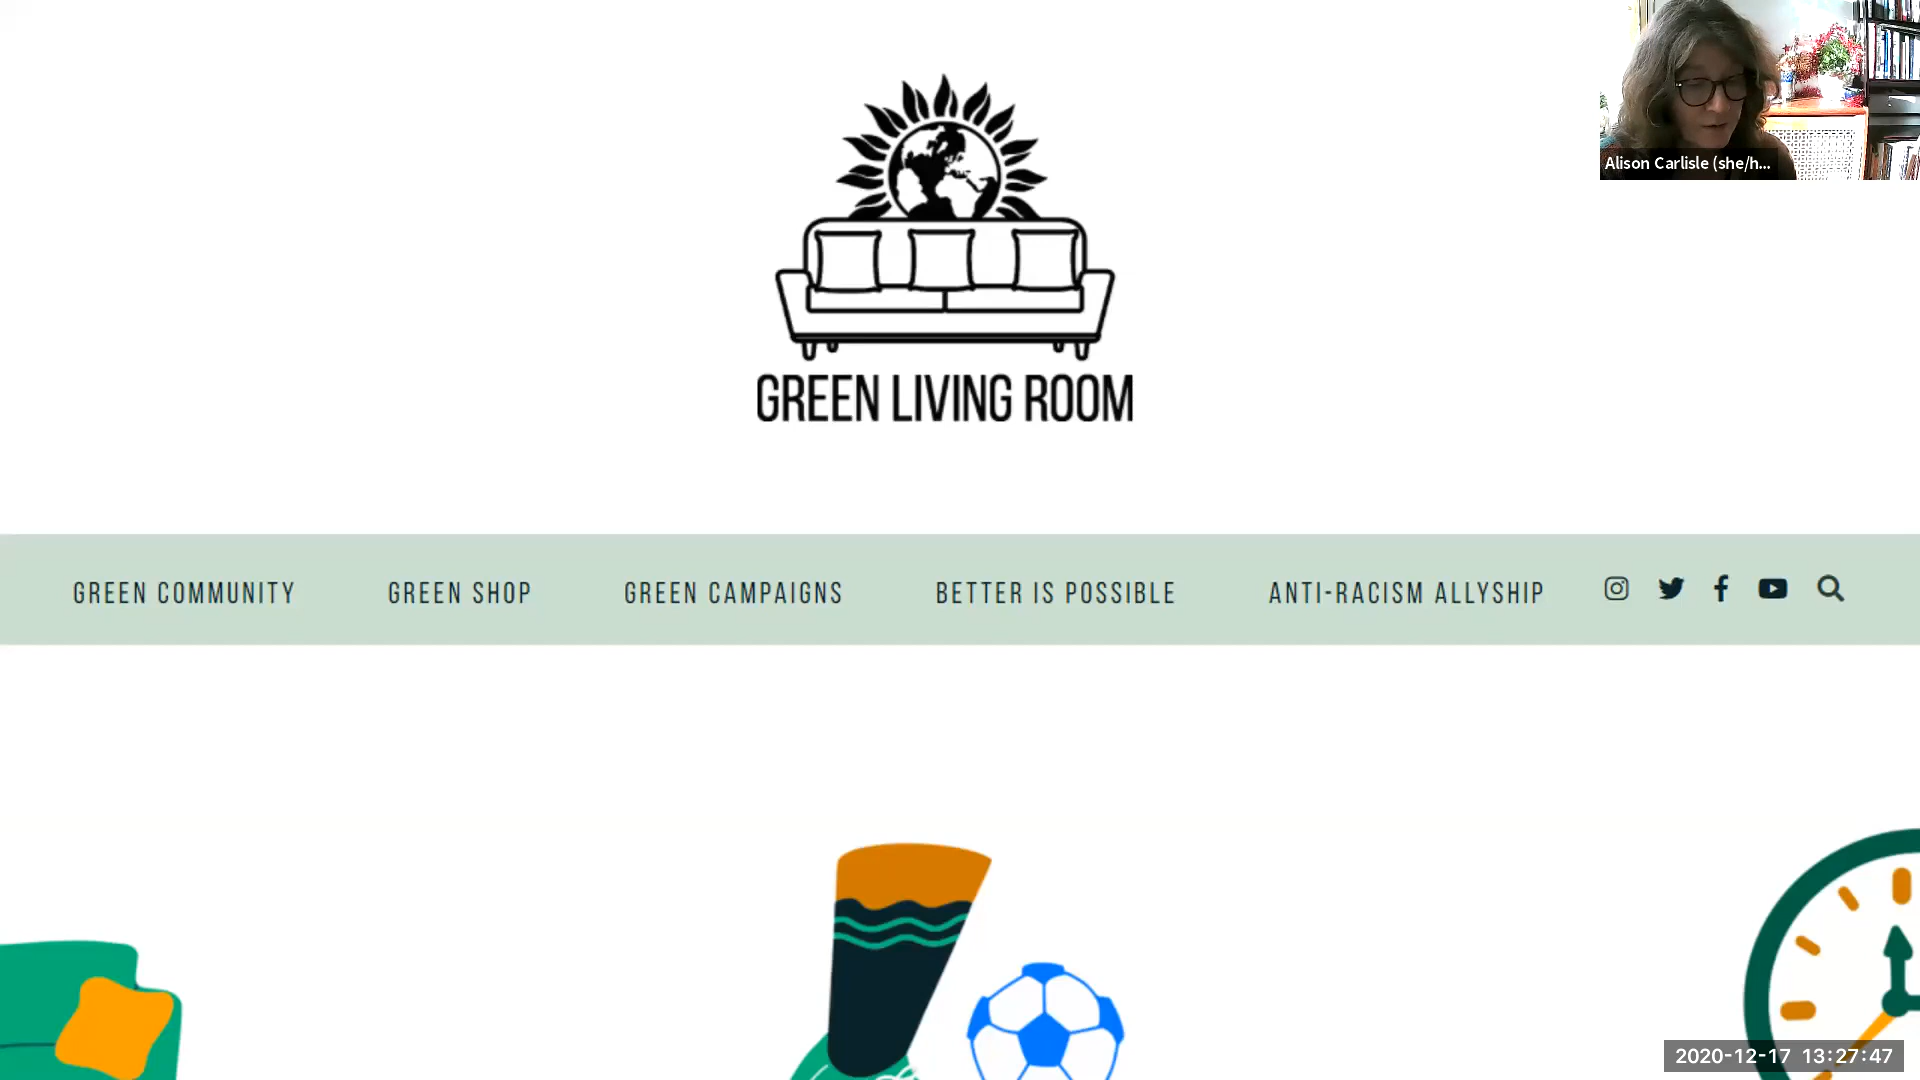 Alison Carlisle (she/h...
GREEN LIVING ROOM
GREEN COMMUNITY GREEN SHOP GREEN CAMPAIGNS BETTER IS POSSIBLE ANTI-RACISM ALLYSHIP
2020-12-17 13:27:47